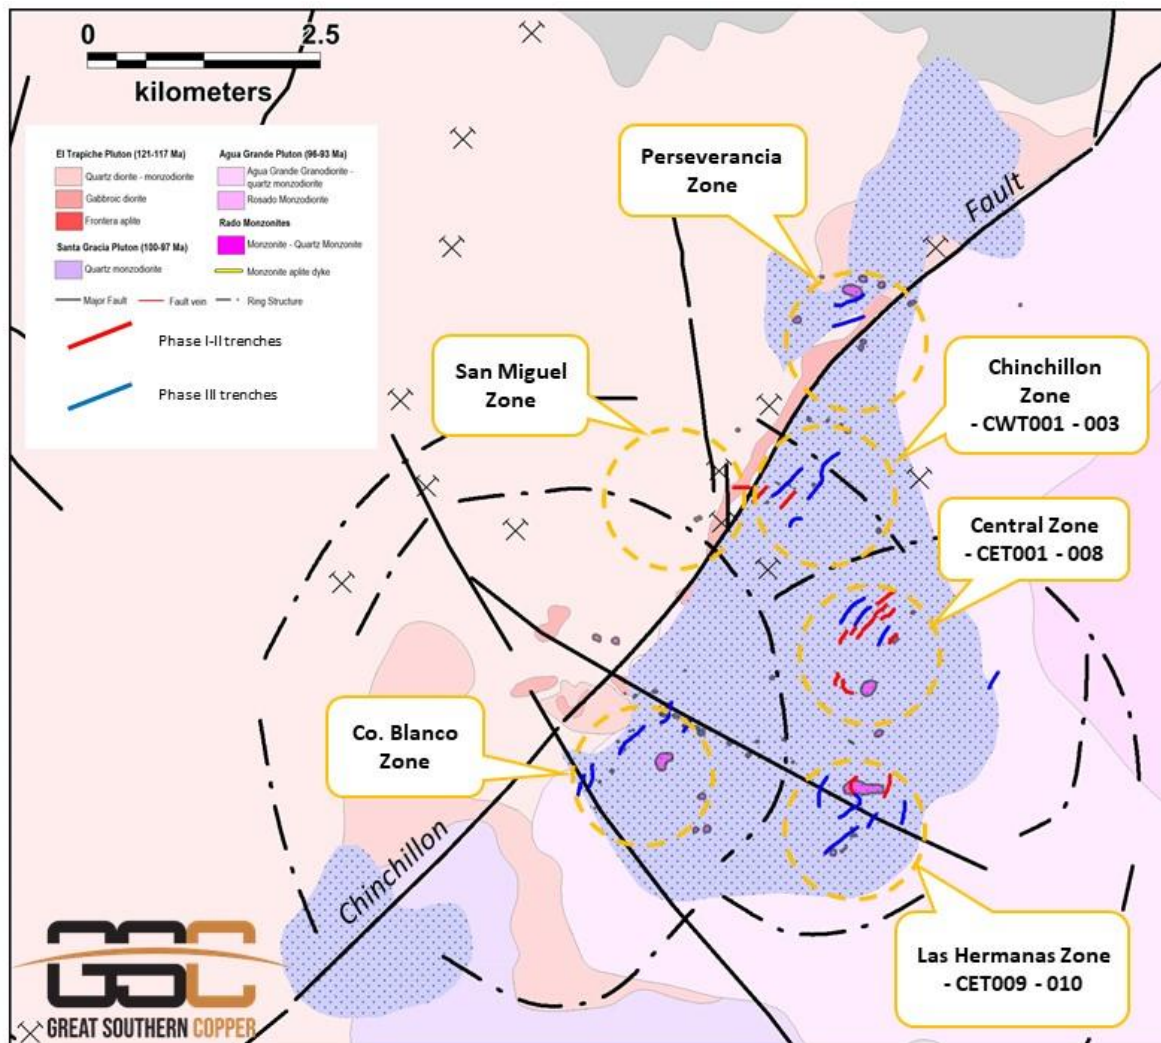 0 2.5
kilometers
El Trapiche Pluton (121-117 Ma)
Quartz diorite - monzodiorite
Gabbroic diorite
Frontera aplite
Santa Gracia Pluton (100-97 Ma)
Quartz monzodiorite
Agua Grande Pluton (96-93 Ma)
Agua Grande Granodiorite -
quartz monzodiorite
Rosado Monzodiorite
Rado Monzonites
Monzonite - Quartz Monzonite
Monzonite aplite dyke
Major Fault Fault vein Ring Structure
Phase I-II trenches
Phase III trenches
Perseverancia
Zone
Fault
San Miguel
Zone
Chinchillon
Zone
- CWT001 - 003
Central Zone
- CET001 - 008
Co. Blanco
Zone
Chinchillon
Las Hermanas Zone
- CET009 - 010
GSC
GREAT SOUTHERN COPPER